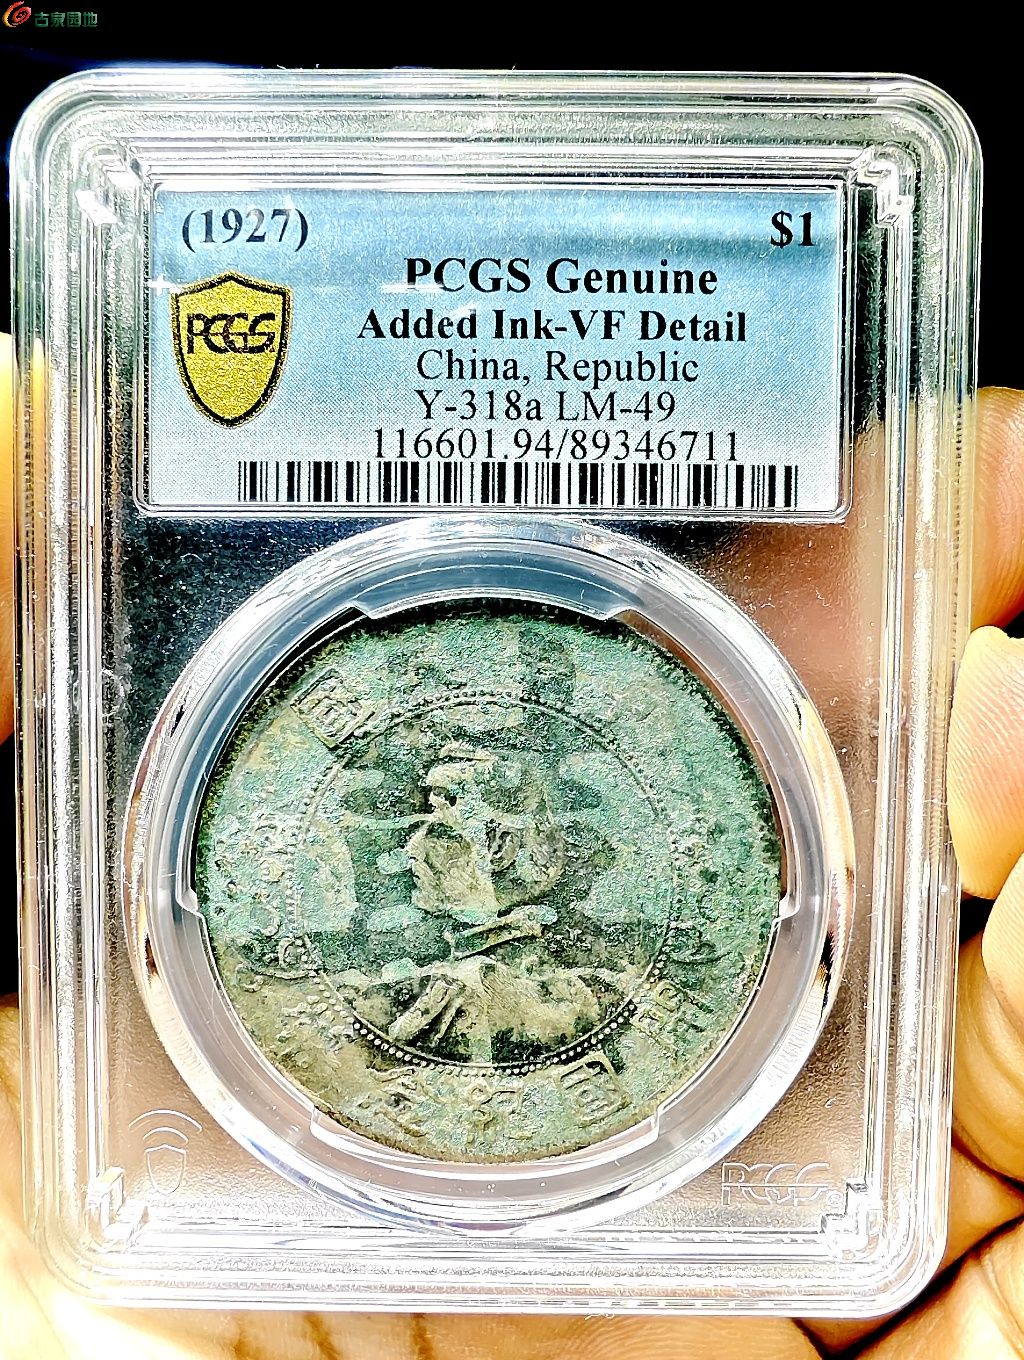 古泉园地
(1927) $1
PCGS Genuine
PCGS
Added Ink-VF Detail
China, Republic
Y-318a LM-49
116601.94/89346711
PCGS